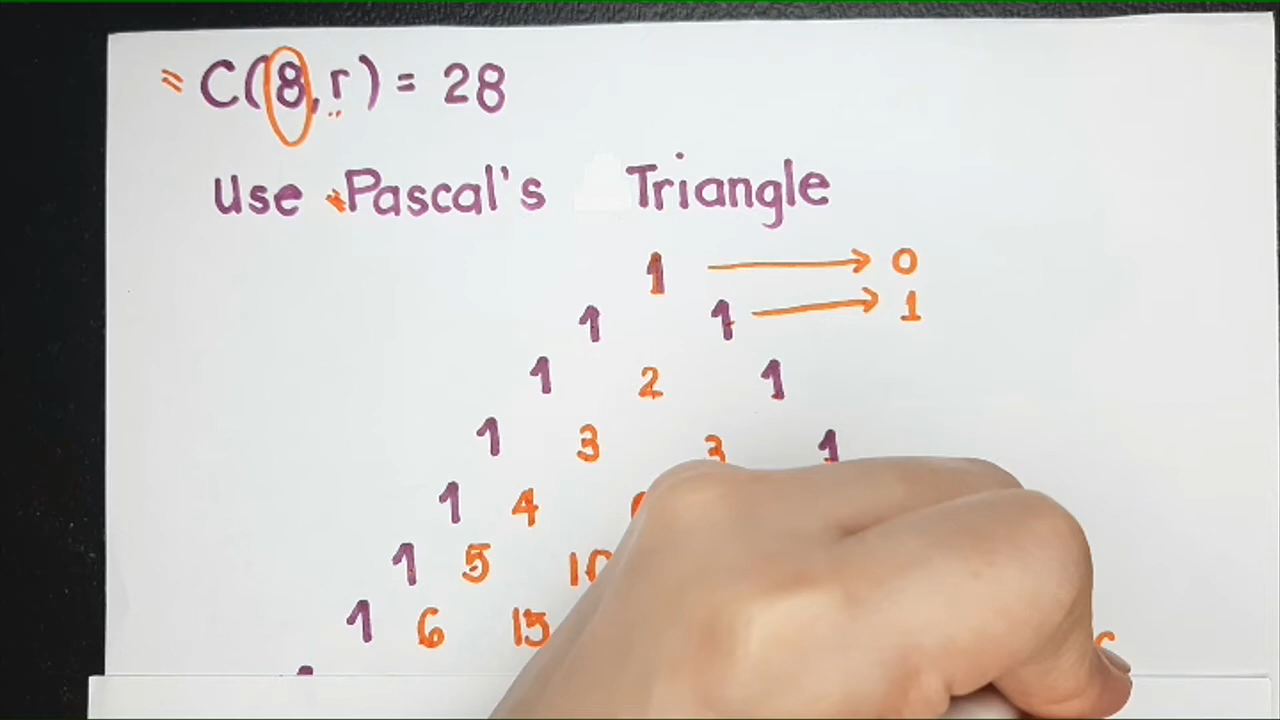 = C(8, r) = 28
Use Pascal's Triangle
1 → 0
1 1 → 1
1 2 1
1 3 3 1
1 4
1 5 10
1 6 15